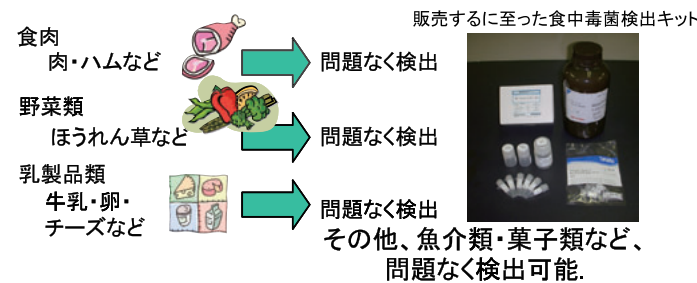 販売するに至った食中毒菌検出キット
食肉
肉・ハムなど
問題なく検出
野菜類
ほうれん草など
問題なく検出
乳製品類
牛乳・卵・
チーズなど
問題なく検出
その他、魚介類・菓子類など、
問題なく検出可能.